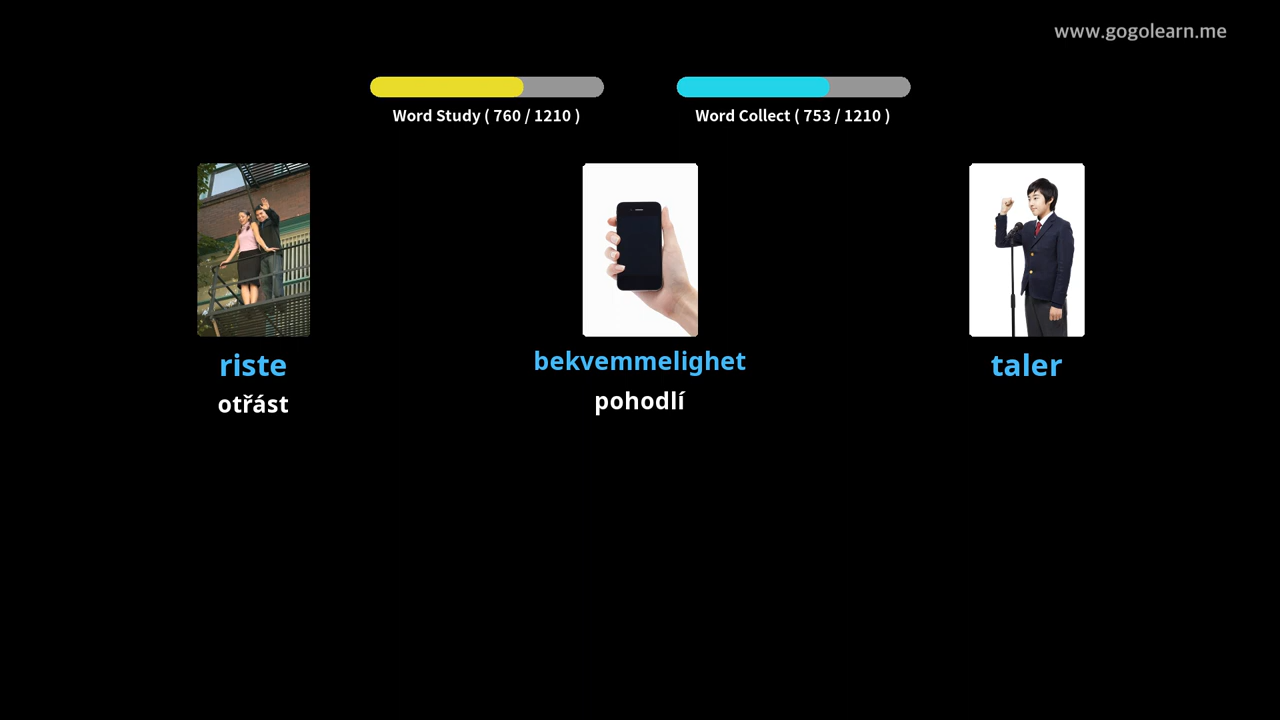 www.gogolearn.me
Word Study ( 760 / 1210 )
Word Collect ( 753 / 1210 )
riste
otřást
bekvemmelighet
pohodlí
taler